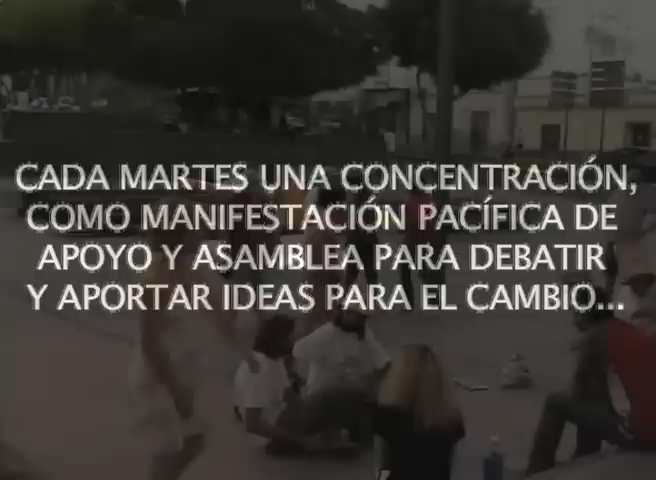 CADA MARTES UNA CONCENTRACIÓN,
COMO MANIFESTACIÓN PACÍFICA DE
APOYO Y ASAMBLEA PARA DEBATIR
Y APORTAR IDEAS PARA EL CAMBIO...